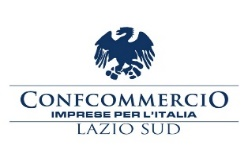 CONFCOMMERCIO
IMPRESE PER L'ITALIA
LAZIO SUD